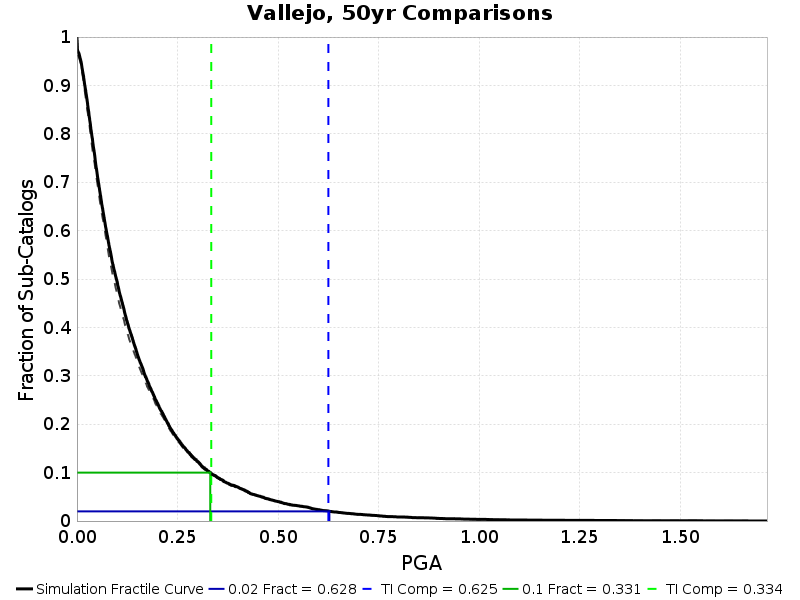 Vallejo, 50yr Comparisons
Fraction of Sub-Catalogs
1
0.9
0.8
0.7
0.6
0.5
0.4
0.3
0.2
0.1
0
0.00 0.25 0.50 0.75 1.00 1.25 1.50
PGA
Simulation Fractile Curve 0.02 Fract = 0.628 TI Comp = 0.625 0.1 Fract = 0.331 TI Comp = 0.334